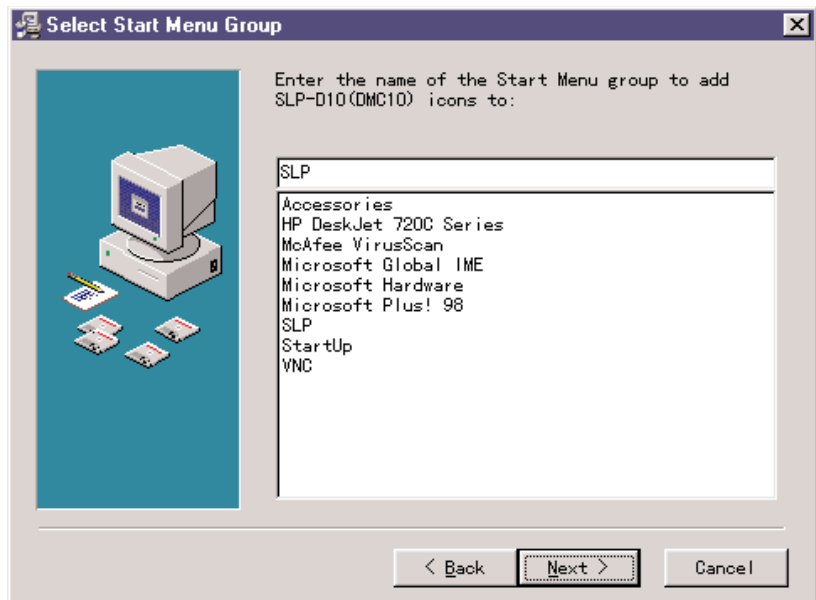 Select Start Menu Group
Enter the name of the Start Menu group to add
SLP-D10(DMC10) icons to:
SLP
Accessories
HP DeskJet 720C Series
McAfee VirusScan
Microsoft Global IME
Microsoft Hardware
Microsoft Plus! 98
SLP
StartUp
VNC
< Back
Next >
Cancel